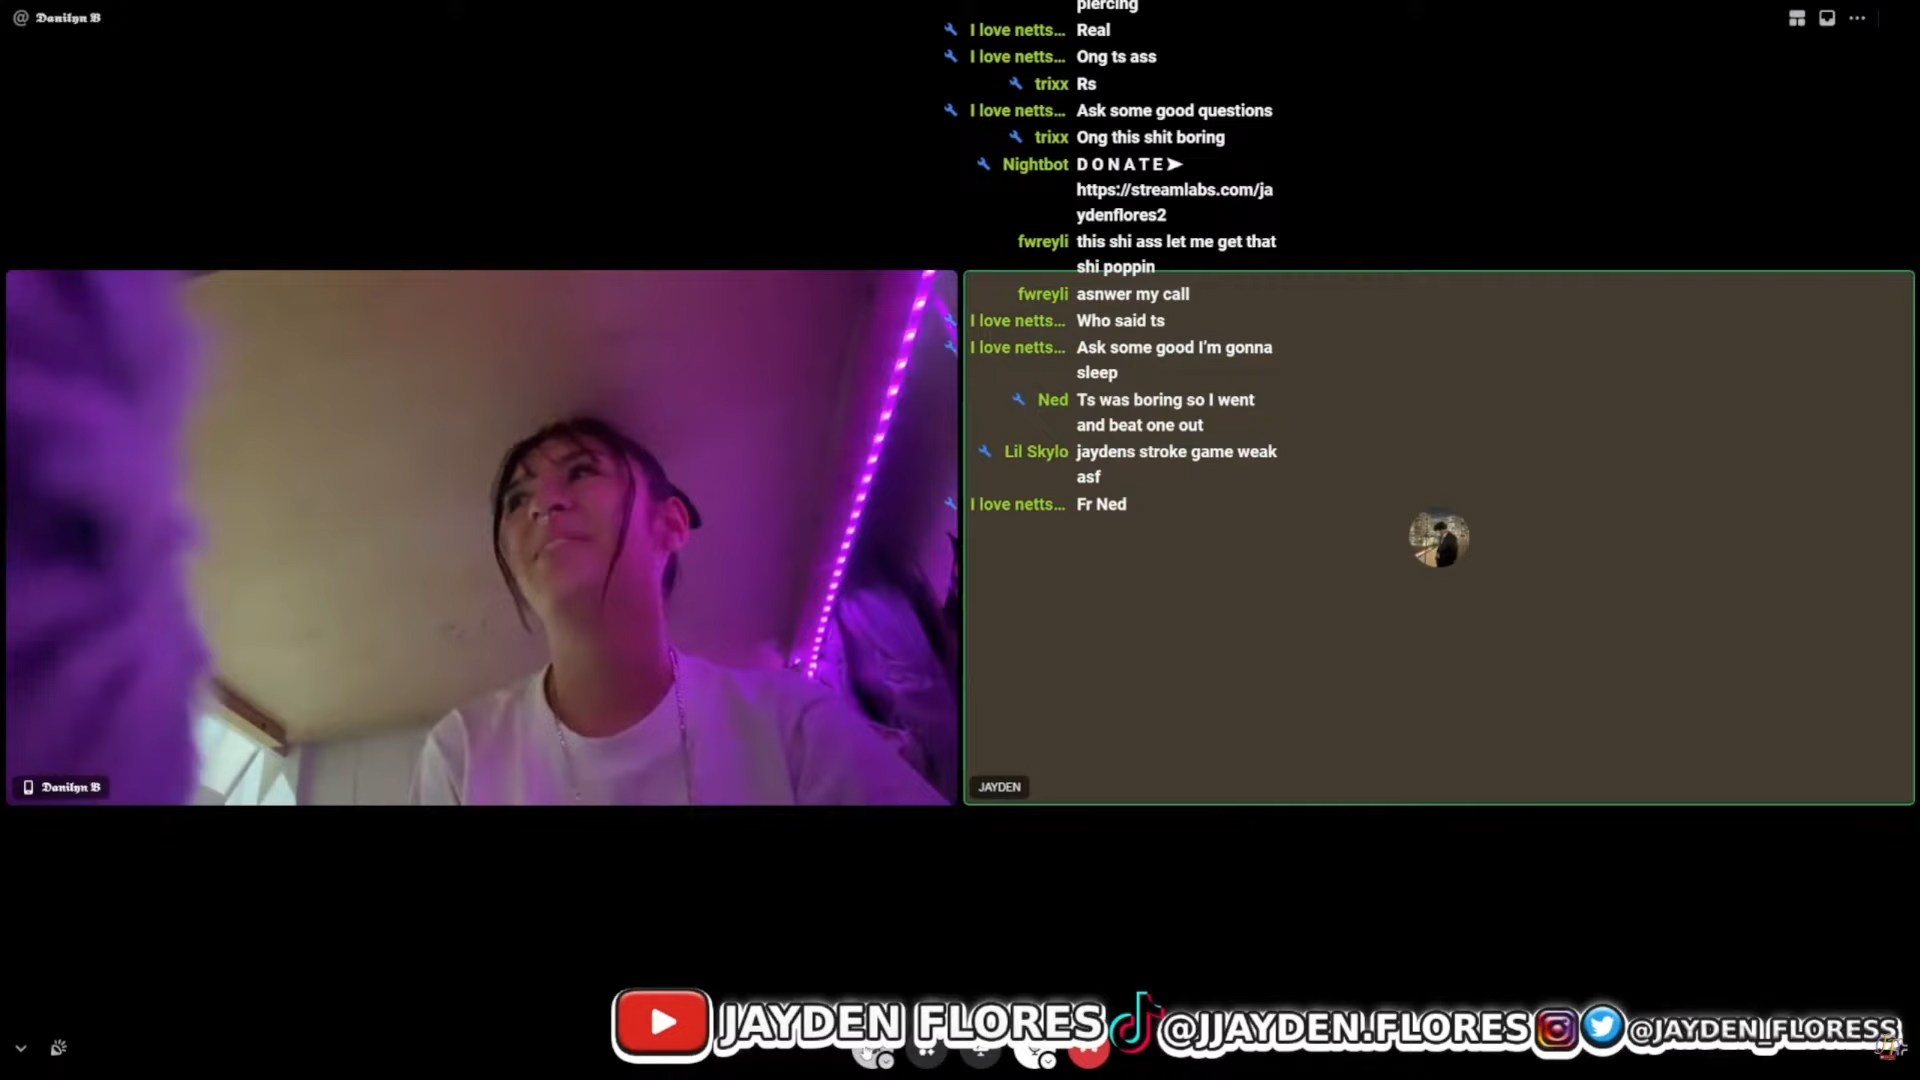 @ Danilyn B
piercing
I love netts... Real
I love netts... Ong ts ass
trixx Rs
I love netts... Ask some good questions
trixx Ong this shit boring
Nightbot D O N A T E➤
https://streamlabs.com/ja
ydenflores2
fwreyli this shi ass let me get that
shi poppin
fwreyli asnwer my call
I love netts... Who said ts
I love netts... Ask some good I'm gonna
sleep
Ned Ts was boring so I went
and beat one out
Lil Skylo jaydens stroke game weak
asf
I love netts... Fr Ned
Danilyn B
JAYDEN
JAYDEN FLORES @JJAYDEN.FLORES @JAYDEN_FLORESS